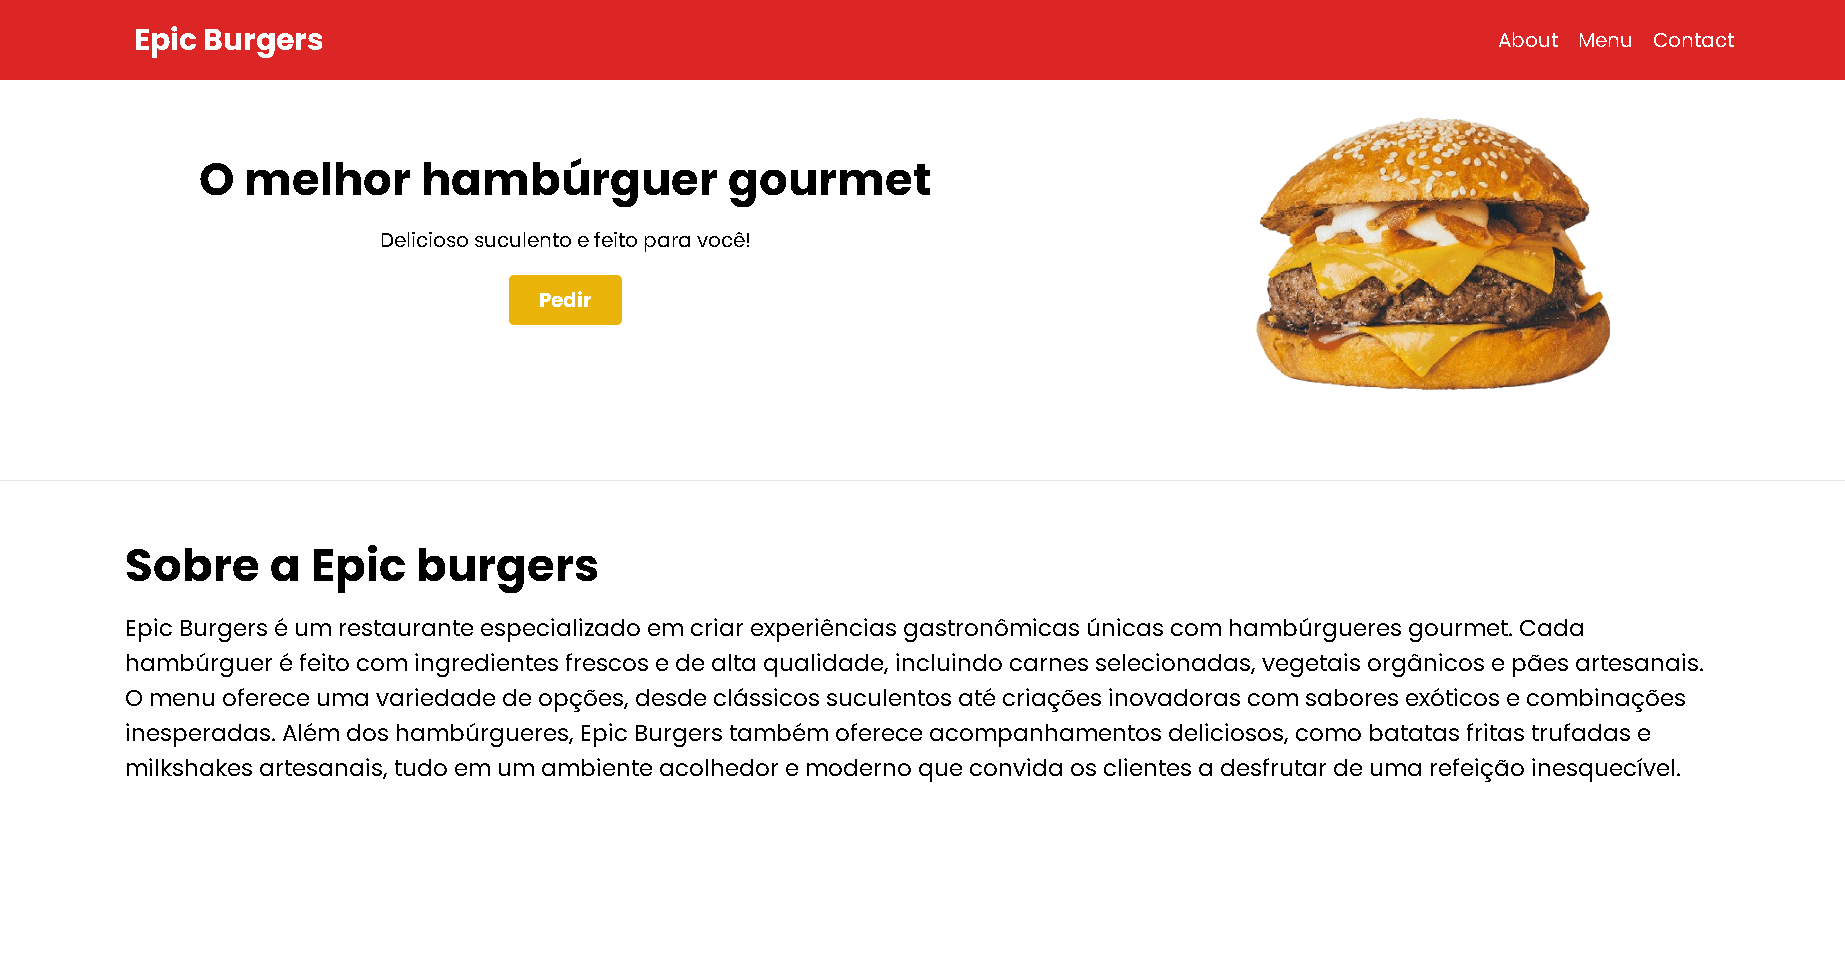 Epic Burgers
About Menu Contact
O melhor hambúrguer gourmet
Delicioso suculento e feito para você!
Pedir
Sobre a Epic burgers
Epic Burgers é um restaurante especializado em criar experiências gastronômicas únicas com hambúrgueres gourmet. Cada
hambúrguer é feito com ingredientes frescos e de alta qualidade, incluindo carnes selecionadas, vegetais orgânicos e pães artesanais.
O menu oferece uma variedade de opções, desde clássicos suculentos até criações inovadoras com sabores exóticos e combinações
inesperadas. Além dos hambúrgueres, Epic Burgers também oferece acompanhamentos deliciosos, como batatas fritas trufadas e
milkshakes artesanais, tudo em um ambiente acolhedor e moderno que convida os clientes a desfrutar de uma refeição inesquecível.